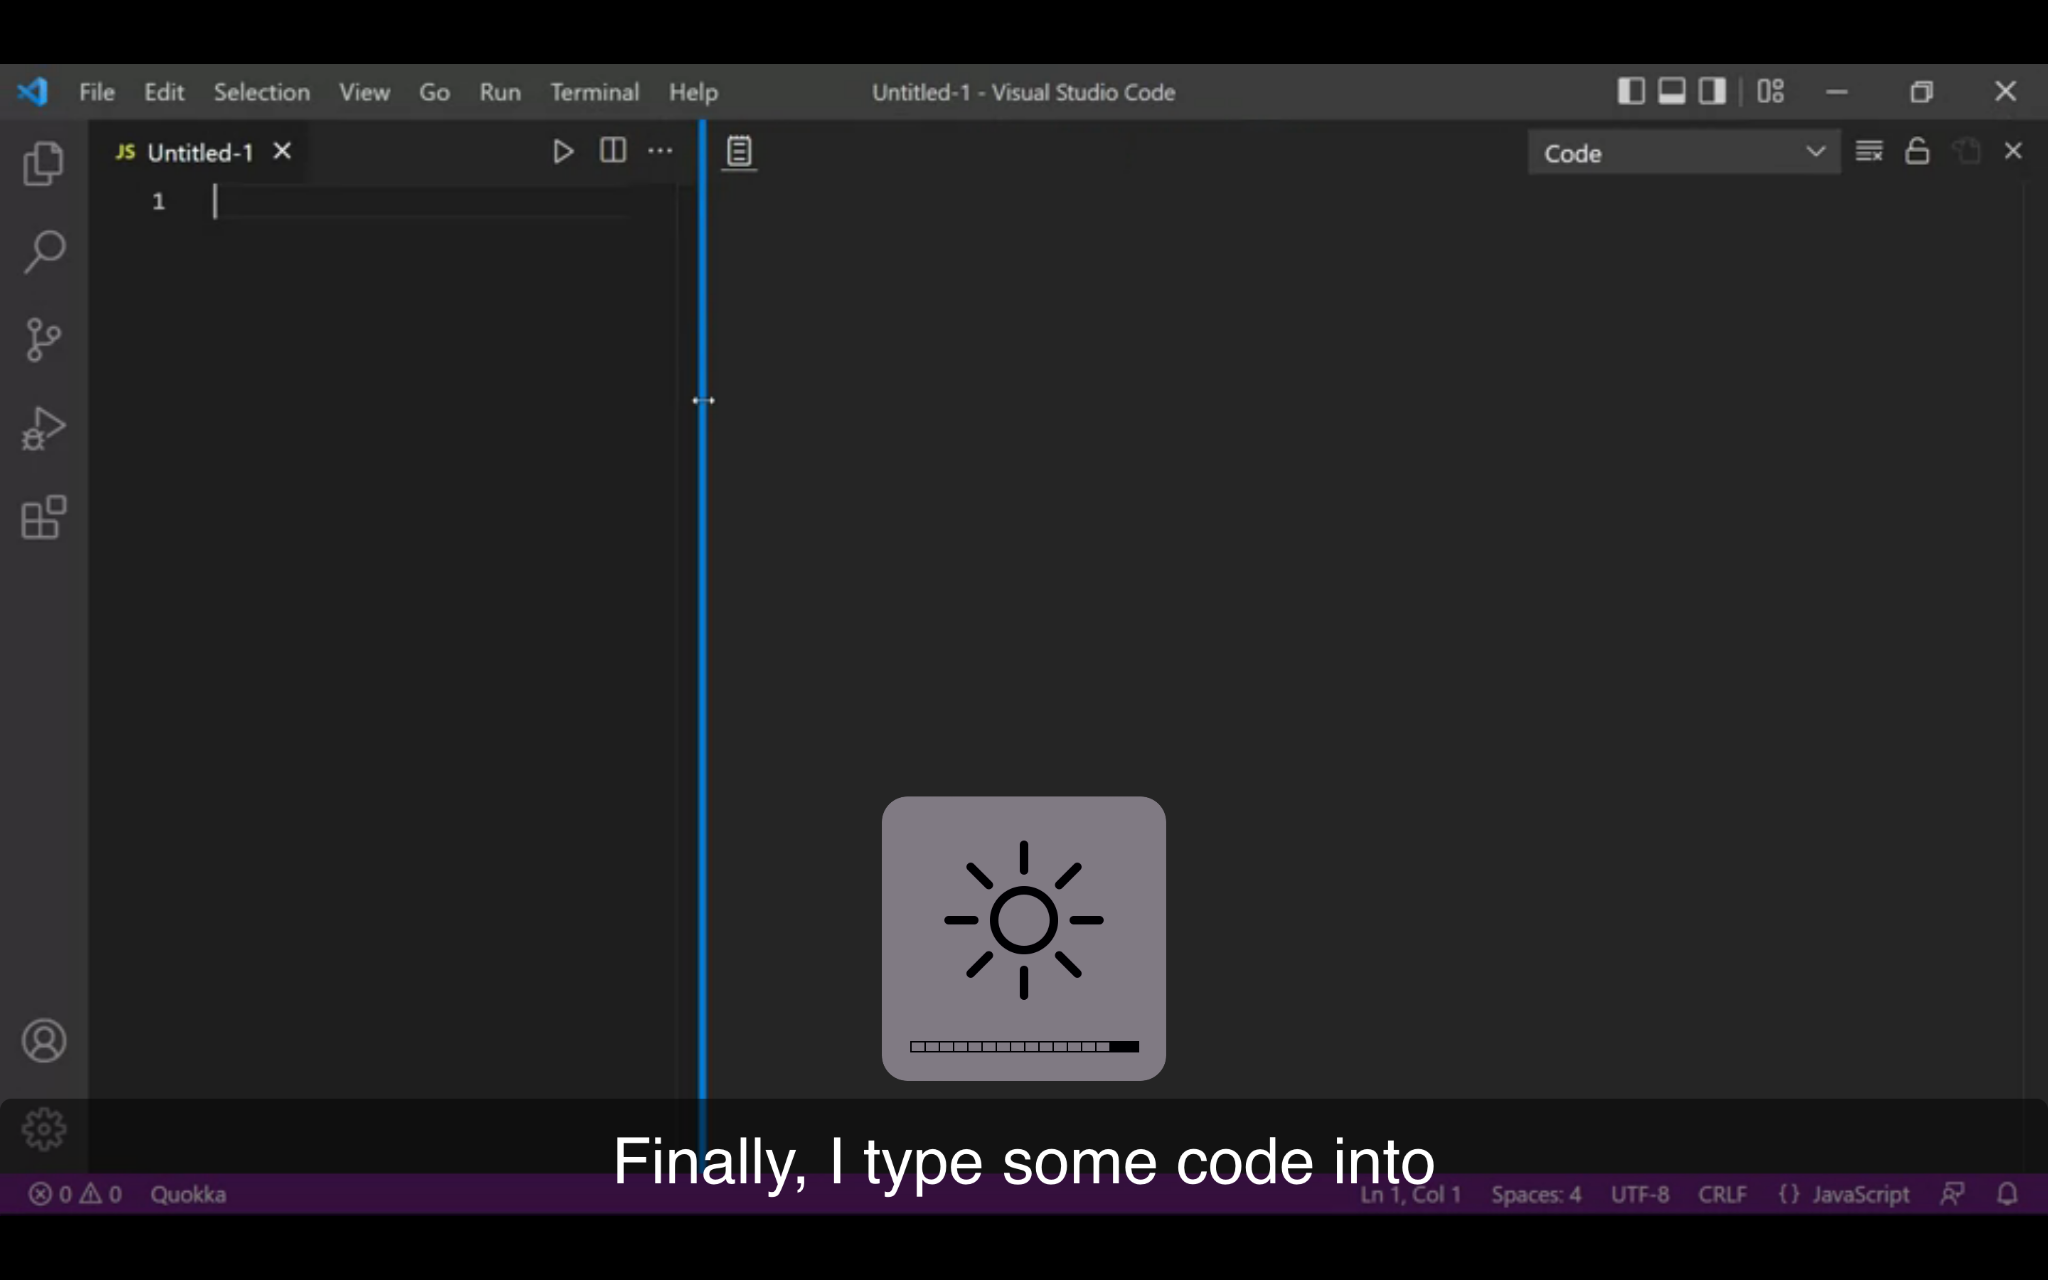 File Edit Selection View Go Run Terminal Help Untitled-1 - Visual Studio Code
JS Untitled-1 Code
1
Finally, I type some code into
0 0 Quokka Ln 1, Col 1 Spaces: 4 UTF-8 CRLF {} JavaScript